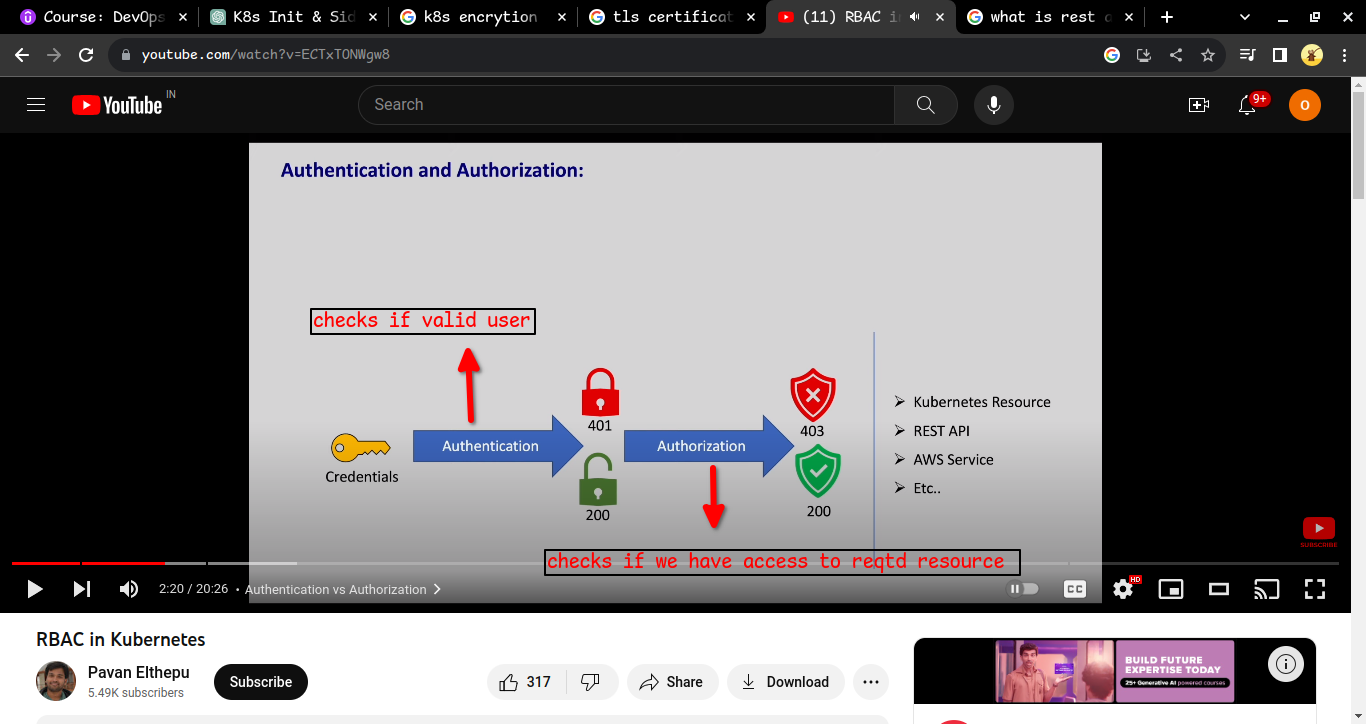 Course: DevOps
K8s Init & Sid
k8s encrytion
tls certificat
(11) RBAC i
what is rest a
youtube.com/watch?v=ECTxTONWgw8
YouTube IN
Search
9+
O
Authentication and Authorization:
checks if valid user
401
403
Kubernetes Resource
REST API
Authentication
Authorization
AWS Service
Credentials
Etc..
200
200
SUBSCRIBE
checks if we have access to reqtd resource
2:20 / 20:26 • Authentication vs Authorization
CC
HD
RBAC in Kubernetes
Pavan Elthepu
5.49K subscribers
Subscribe
317
Share
Download
BUILD FUTURE
EXPERTISE TODAY
25+ Generative AI powered courses